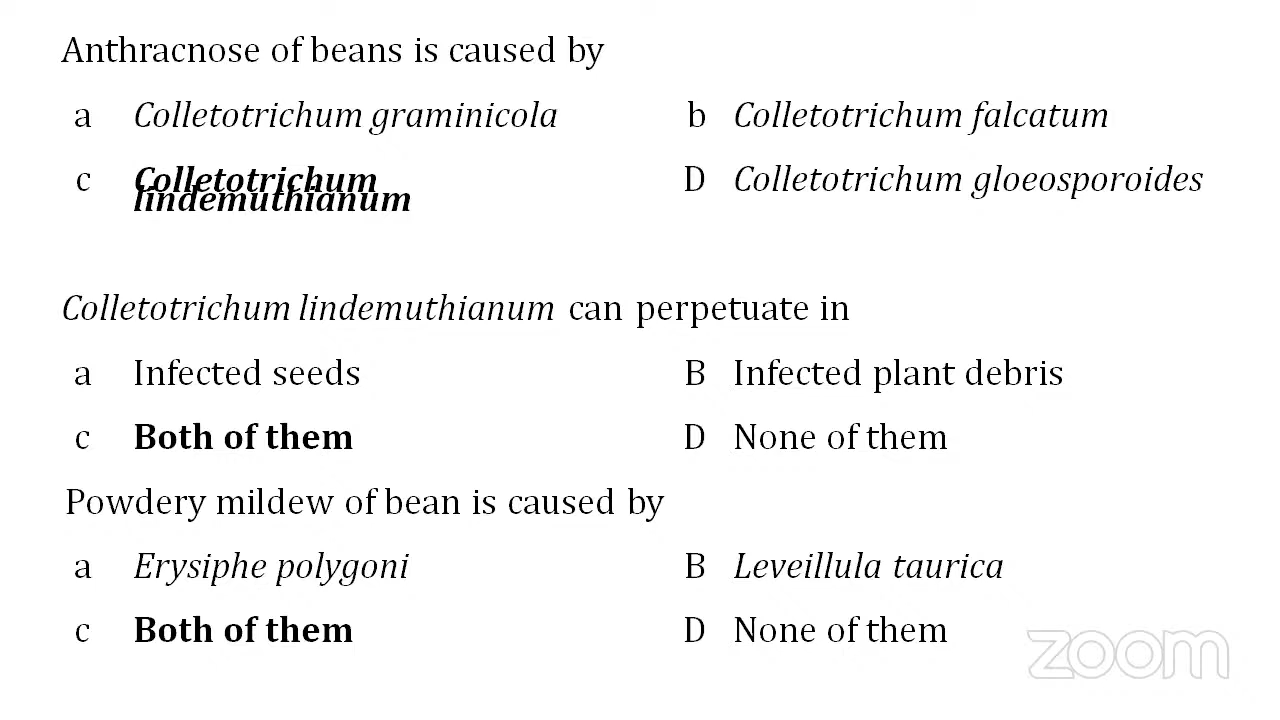 Anthracnose of beans is caused by
a Colletotrichum graminicola b Colletotrichum falcatum
c Colletotrichum D Colletotrichum gloeosporoides
lindemuthianum
Colletotrichum lindemuthianum can perpetuate in
a Infected seeds B Infected plant debris
c Both of them D None of them
Powdery mildew of bean is caused by
a Erysiphe polygoni B Leveillula taurica
c Both of them D None of them
zoom